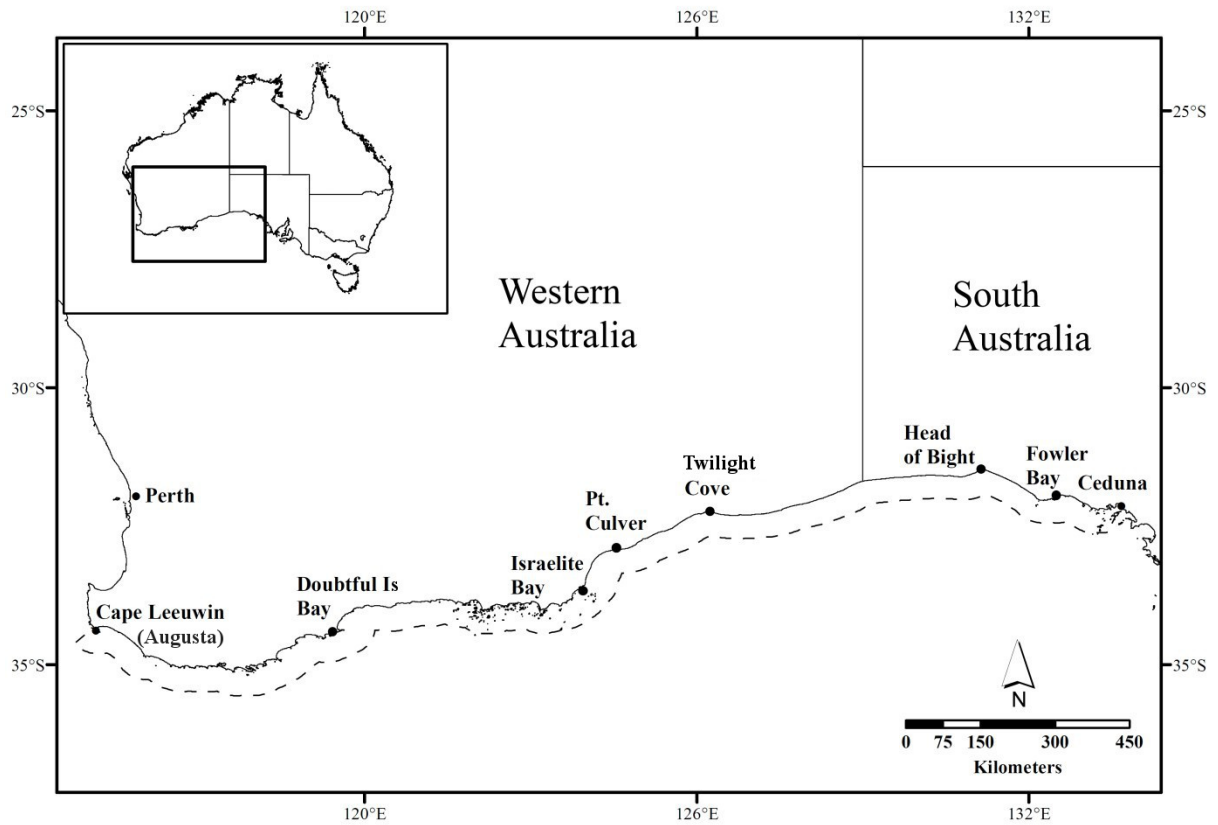 120°E
126°E
132°E
25°S
25°S
Western
Australia
South
Australia
30°S
30°S
Head
of Bight
Fowler
Bay
Ceduna
Twilight
Cove
Perth
Pt.
Culver
Israelite
Bay
Doubtful Is
Bay
Cape Leeuwin
(Augusta)
35°S
35°S
N
0 75 150 300 450
Kilometers
120°E
126°E
132°E